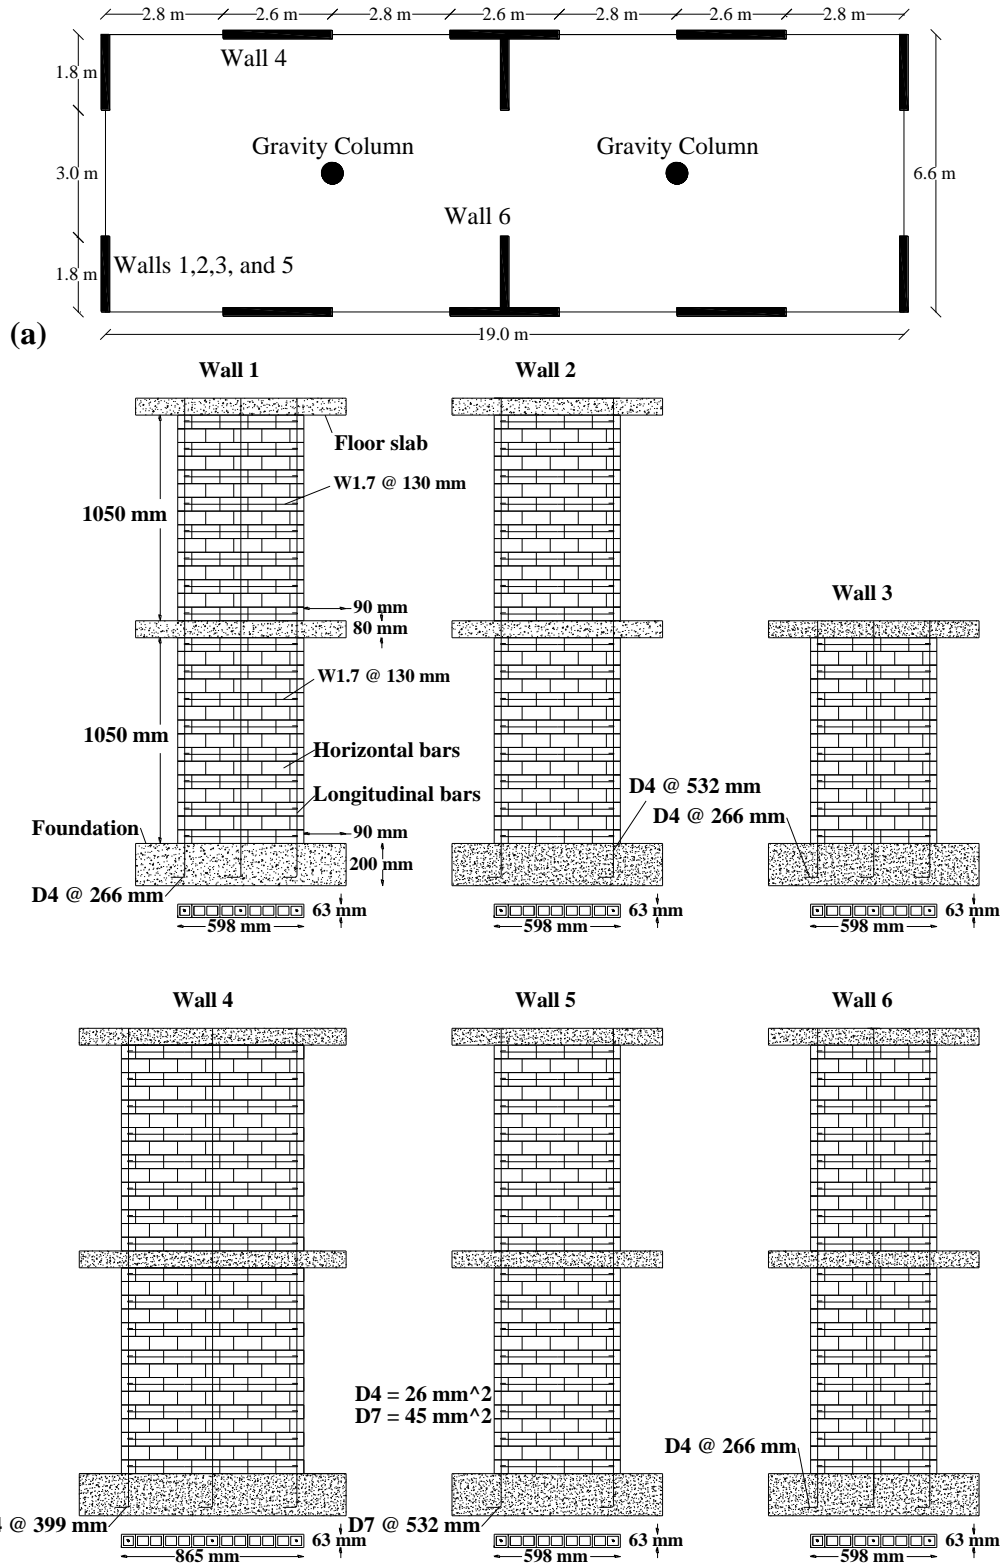 2.8 m 2.6 m 2.8 m 2.6 m 2.8 m 2.6 m 2.8 m
Wall 4
1.8 m
Gravity Column Gravity Column
3.0 m 6.6 m
Wall 6
1.8 m Walls 1,2,3, and 5
(a) 19.0 m
Wall 1 Wall 2
Floor slab
W1.7 @ 130 mm
1050 mm
90 mm
80 mm
Wall 3
W1.7 @ 130 mm
1050 mm
Horizontal bars
Longitudinal bars
D4 @ 532 mm
D4 @ 266 mm
Foundation 90 mm
200 mm
D4 @ 266 mm
63 mm 63 mm 63 mm
598 mm 598 mm 598 mm
Wall 4 Wall 5 Wall 6
D4 = 26 mm^2
D7 = 45 mm^2
D4 @ 266 mm
@ 399 mm D7 @ 532 mm
63 mm 63 mm 63 mm
865 mm 598 mm 598 mm